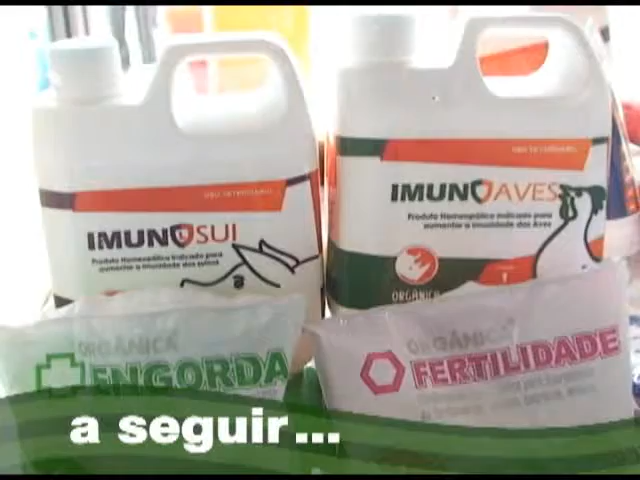 USO VETERINÁRIO
IMUNOSUI
Produto Homeopático indicado para
aumentar a imunidade dos suínos
USO VETERINÁRIO
IMUNOAVES
Produto Homeopático indicado para
aumentar a imunidade das Aves
ORGÂNICA
ORGÂNICA
ENGORDA
ORGÂNICA
FERTILIDADE
a seguir...